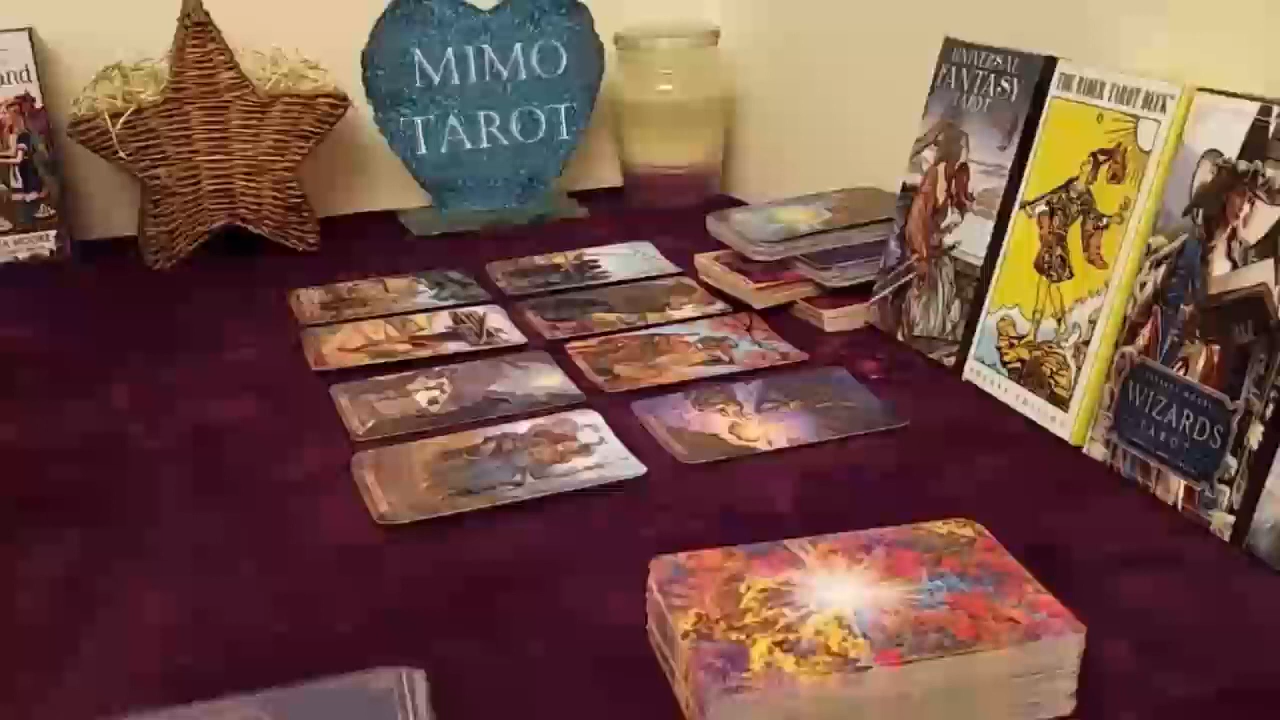 MIMO
TAROT
UNIVERSAL
FANTASY
TAROT
THE RIDER TAROT DECK
WIZARDS
TAROT